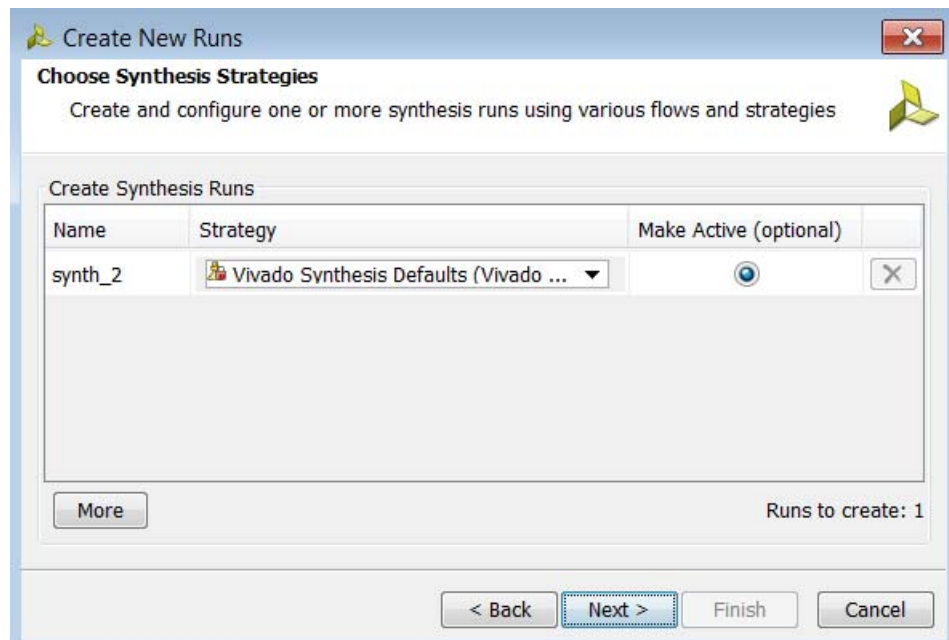 Create New Runs
Choose Synthesis Strategies
Create and configure one or more synthesis runs using various flows and strategies
Create Synthesis Runs
Name Strategy Make Active (optional)
synth_2 Vivado Synthesis Defaults (Vivado ...
More Runs to create: 1
< Back Next > Finish Cancel